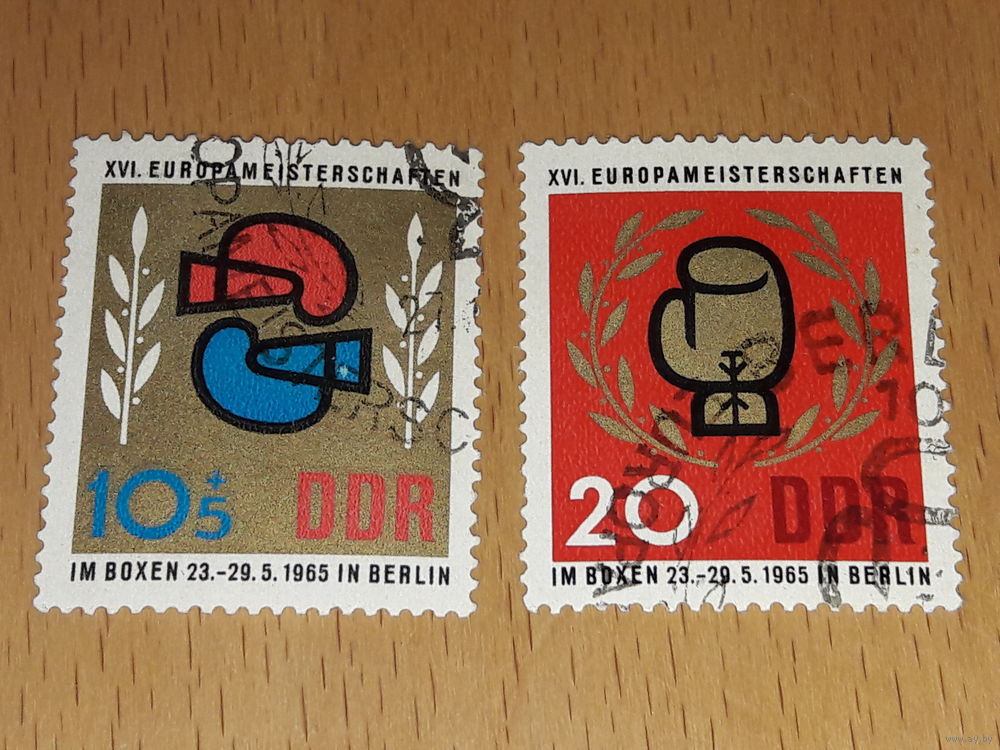 XVI. EUROPAMEISTERSCHAFTEN
10+5 DDR
IM BOXEN 23.-29.5.1965 IN BERLIN
XVI. EUROPAMEISTERSCHAFTEN
20 DDR
IM BOXEN 23.-29.5.1965 IN BERLIN